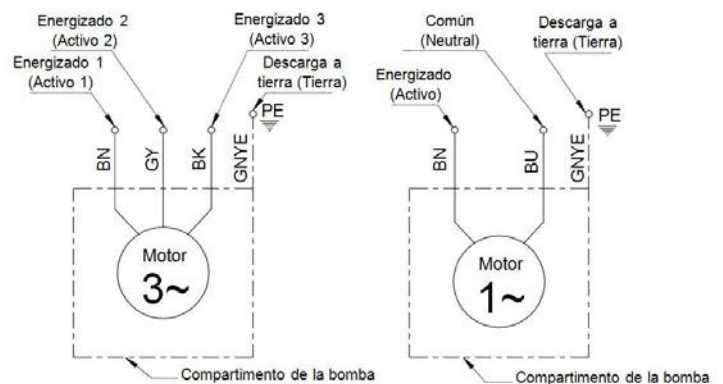 Energizado 2
(Activo 2)
Energizado 3
(Activo 3)
Energizado 1
(Activo 1)
Descarga a
tierra (Tierra)
PE
BN
GY
BK
GNYE
Motor
3~
Compartimento de la bomba
Común
(Neutral)
Descarga a
tierra (Tierra)
Energizado
(Activo)
PE
BN
BU
GNYE
Motor
1~
Compartimento de la bomba